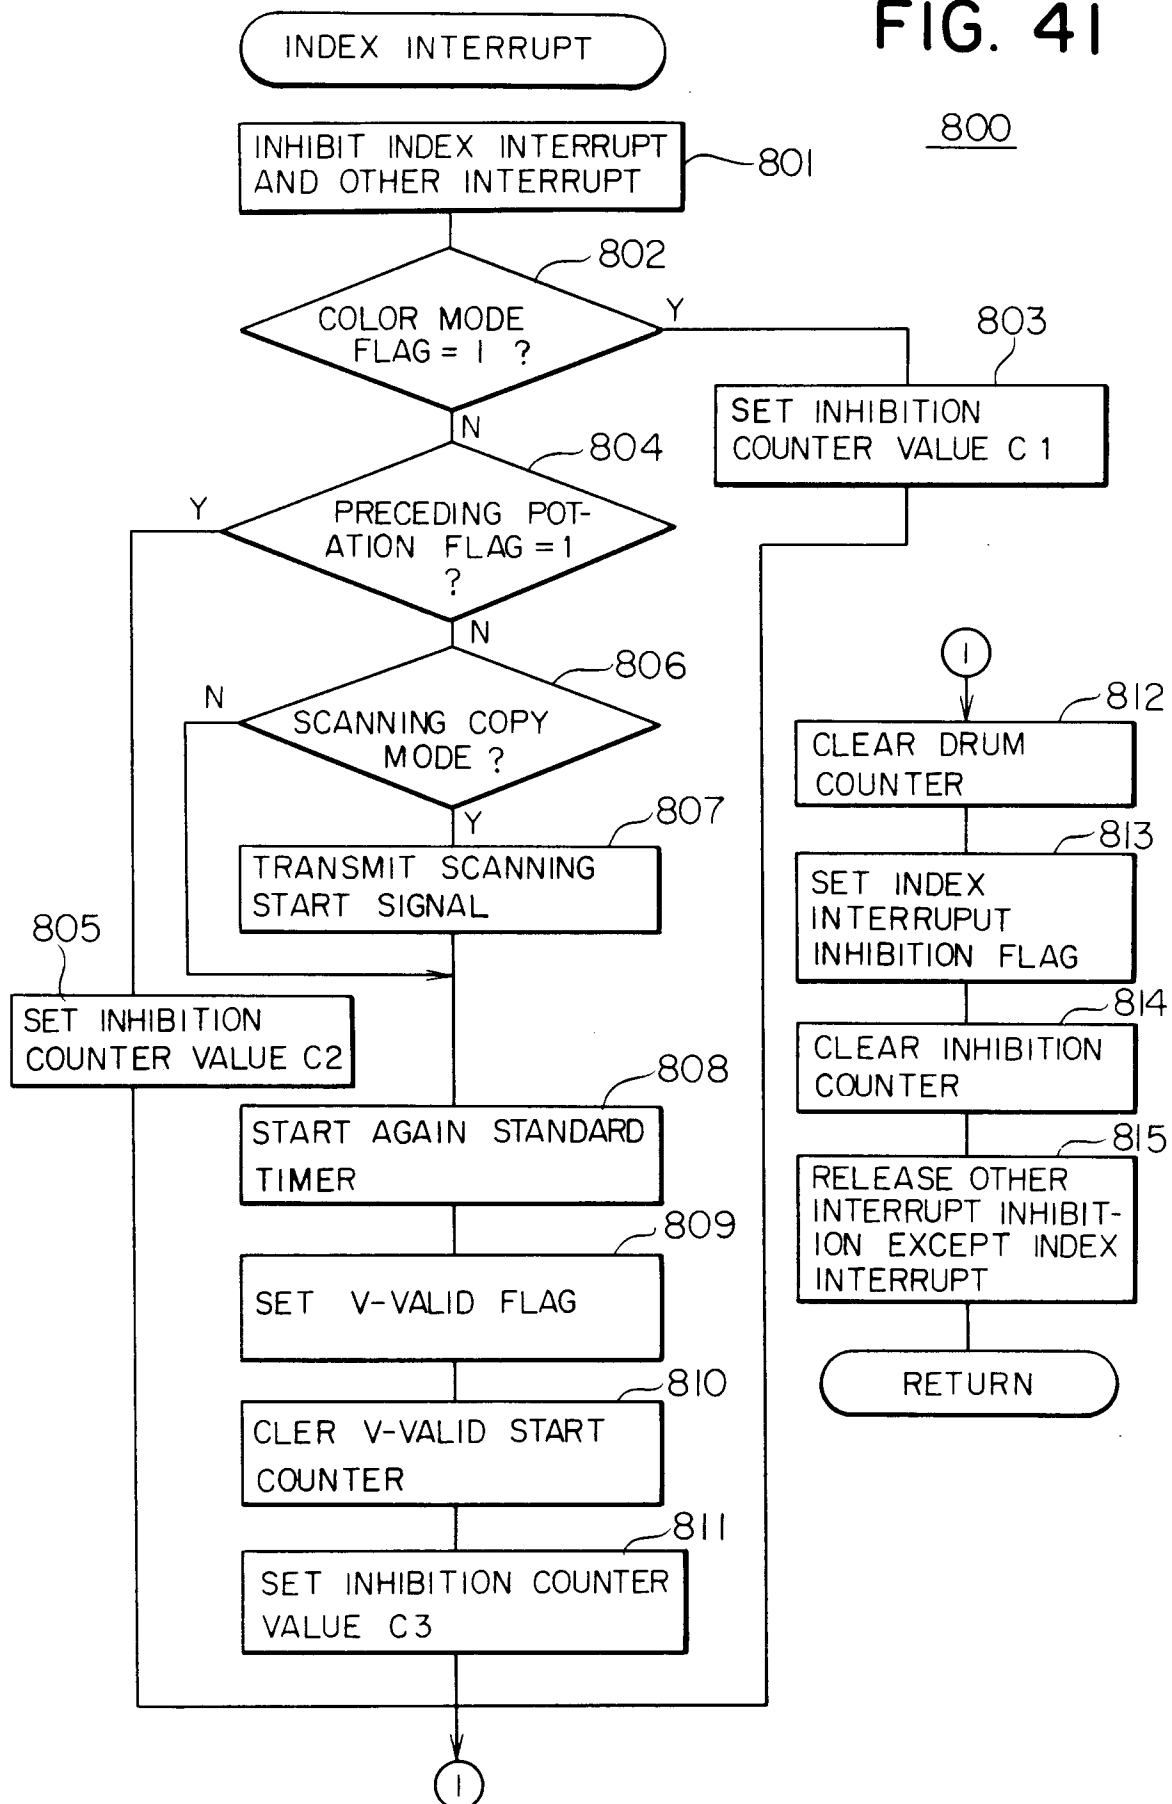 FIG. 41
800
INDEX INTERRUPT
INHIBIT INDEX INTERRUPT
AND OTHER INTERRUPT
801
802
COLOR MODE
FLAG = 1 ?
Y
N
803
SET INHIBITION
COUNTER VALUE C1
804
PRECEDING POT-
ATION FLAG = 1
?
Y
N
805
SET INHIBITION
COUNTER VALUE C2
806
SCANNING COPY
MODE ?
N
Y
807
TRANSMIT SCANNING
START SIGNAL
808
START AGAIN STANDARD
TIMER
809
SET V-VALID FLAG
810
CLER V-VALID START
COUNTER
811
SET INHIBITION COUNTER
VALUE C3
1
1
812
CLEAR DRUM
COUNTER
813
SET INDEX
INTERRUPUT
INHIBITION FLAG
814
CLEAR INHIBITION
COUNTER
815
RELEASE OTHER
INTERRUPT INHIBIT-
ION EXCEPT INDEX
INTERRUPT
RETURN